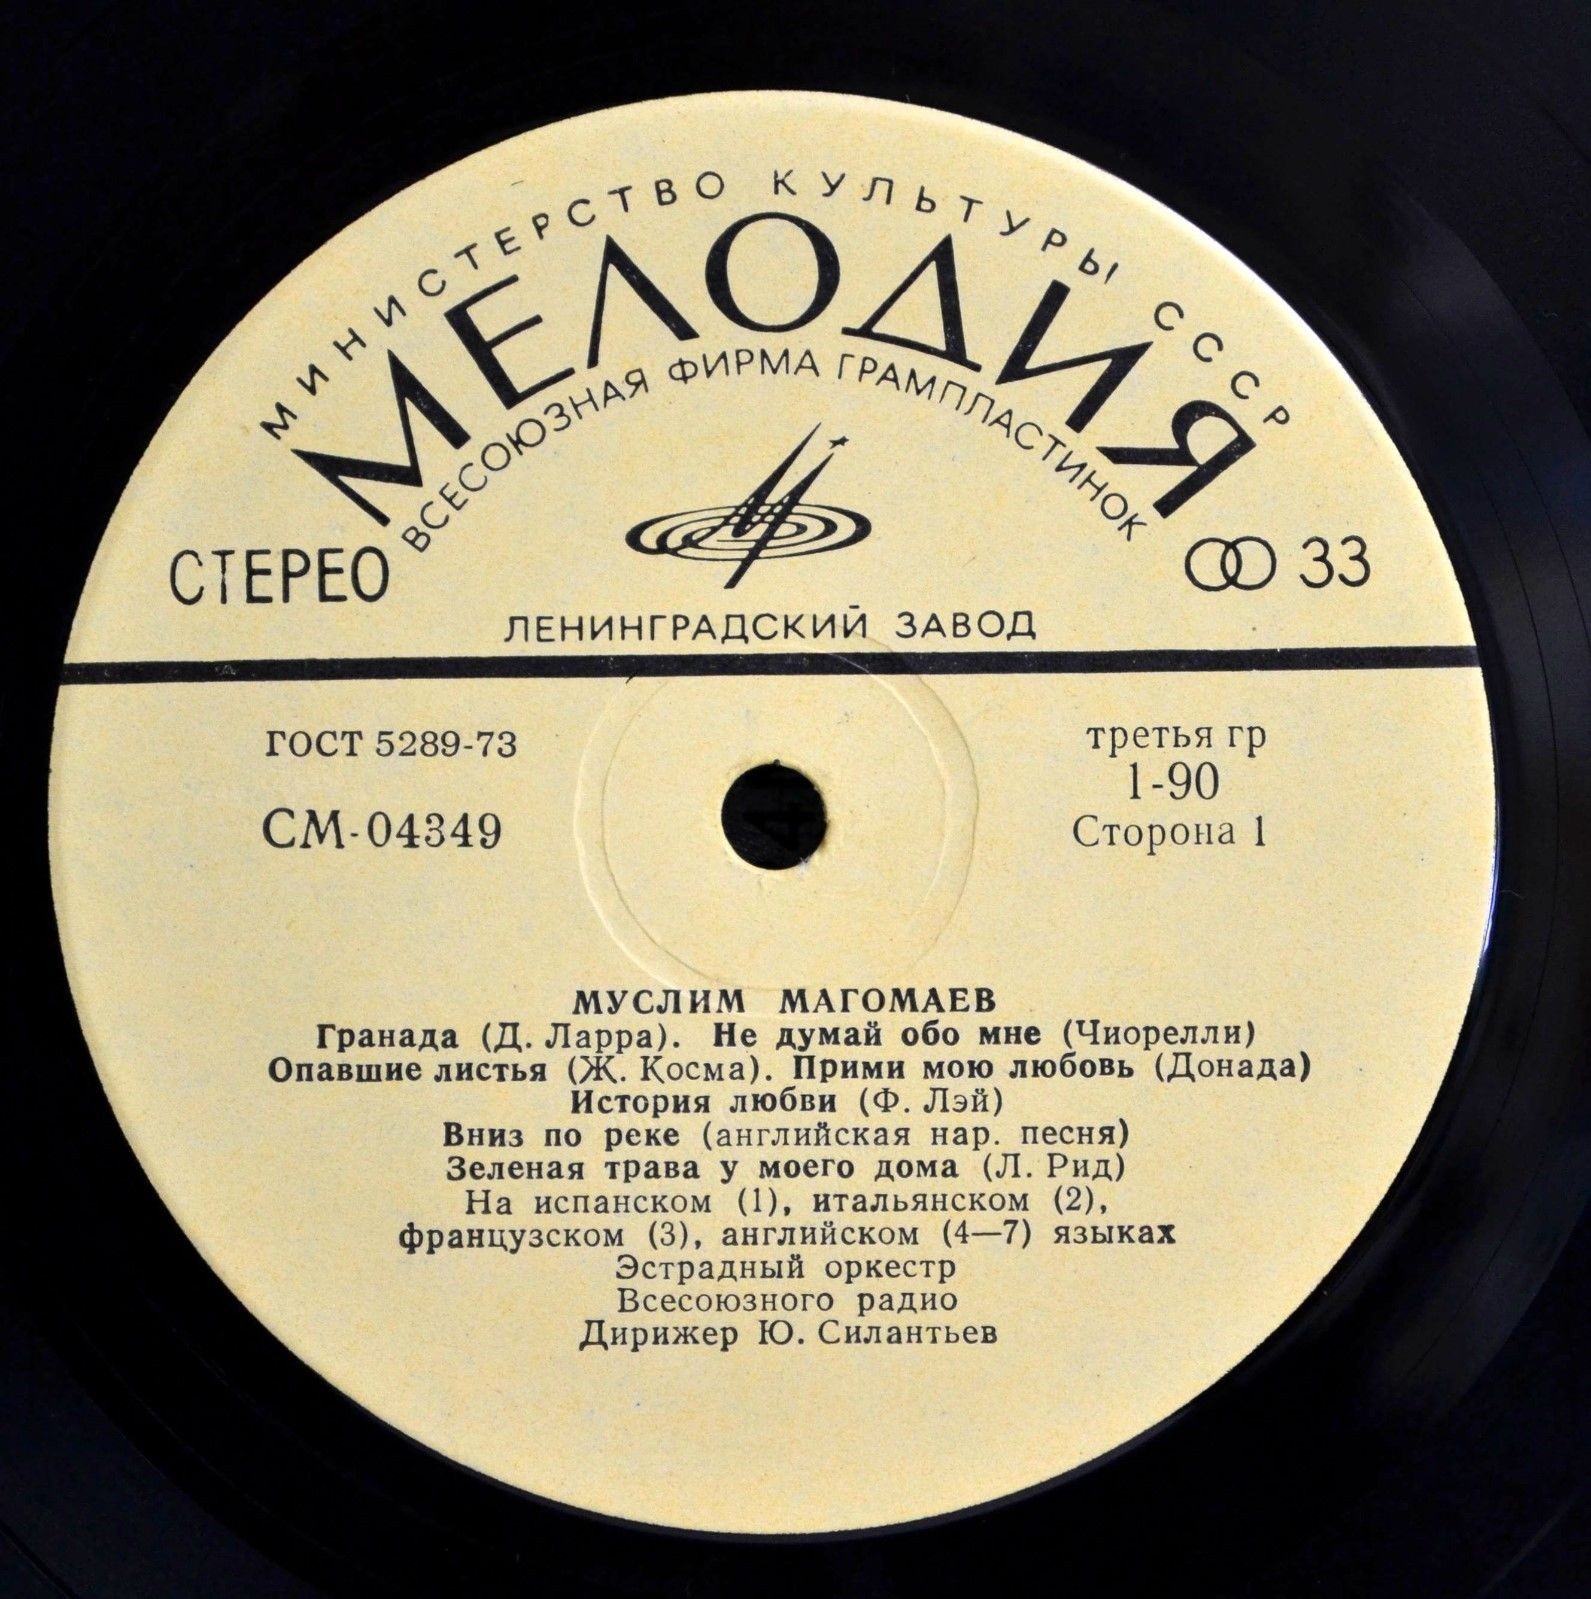 МИНИСТЕРСТВО КУЛЬТУРЫ СССР
МЕЛОДИЯ
ВСЕСОЮЗНАЯ ФИРМА ГРАМПЛАСТИНОК
СТЕРЕО
33
ЛЕНИНГРАДСКИЙ ЗАВОД
ГОСТ 5289-73
третья гр
1-90
СМ-04349
Сторона 1
МУСЛИМ МАГОМАЕВ
Гранада (Д. Ларра). Не думай обо мне (Чиорелли)
Опавшие листья (Ж. Косма). Прими мою любовь (Донада)
История любви (Ф. Лэй)
Вниз по реке (английская нар. песня)
Зеленая трава у моего дома (Л. Рид)
На испанском (1), итальянском (2),
французском (3), английском (4—7) языках
Эстрадный оркестр
Всесоюзного радио
Дирижер Ю. Силантьев